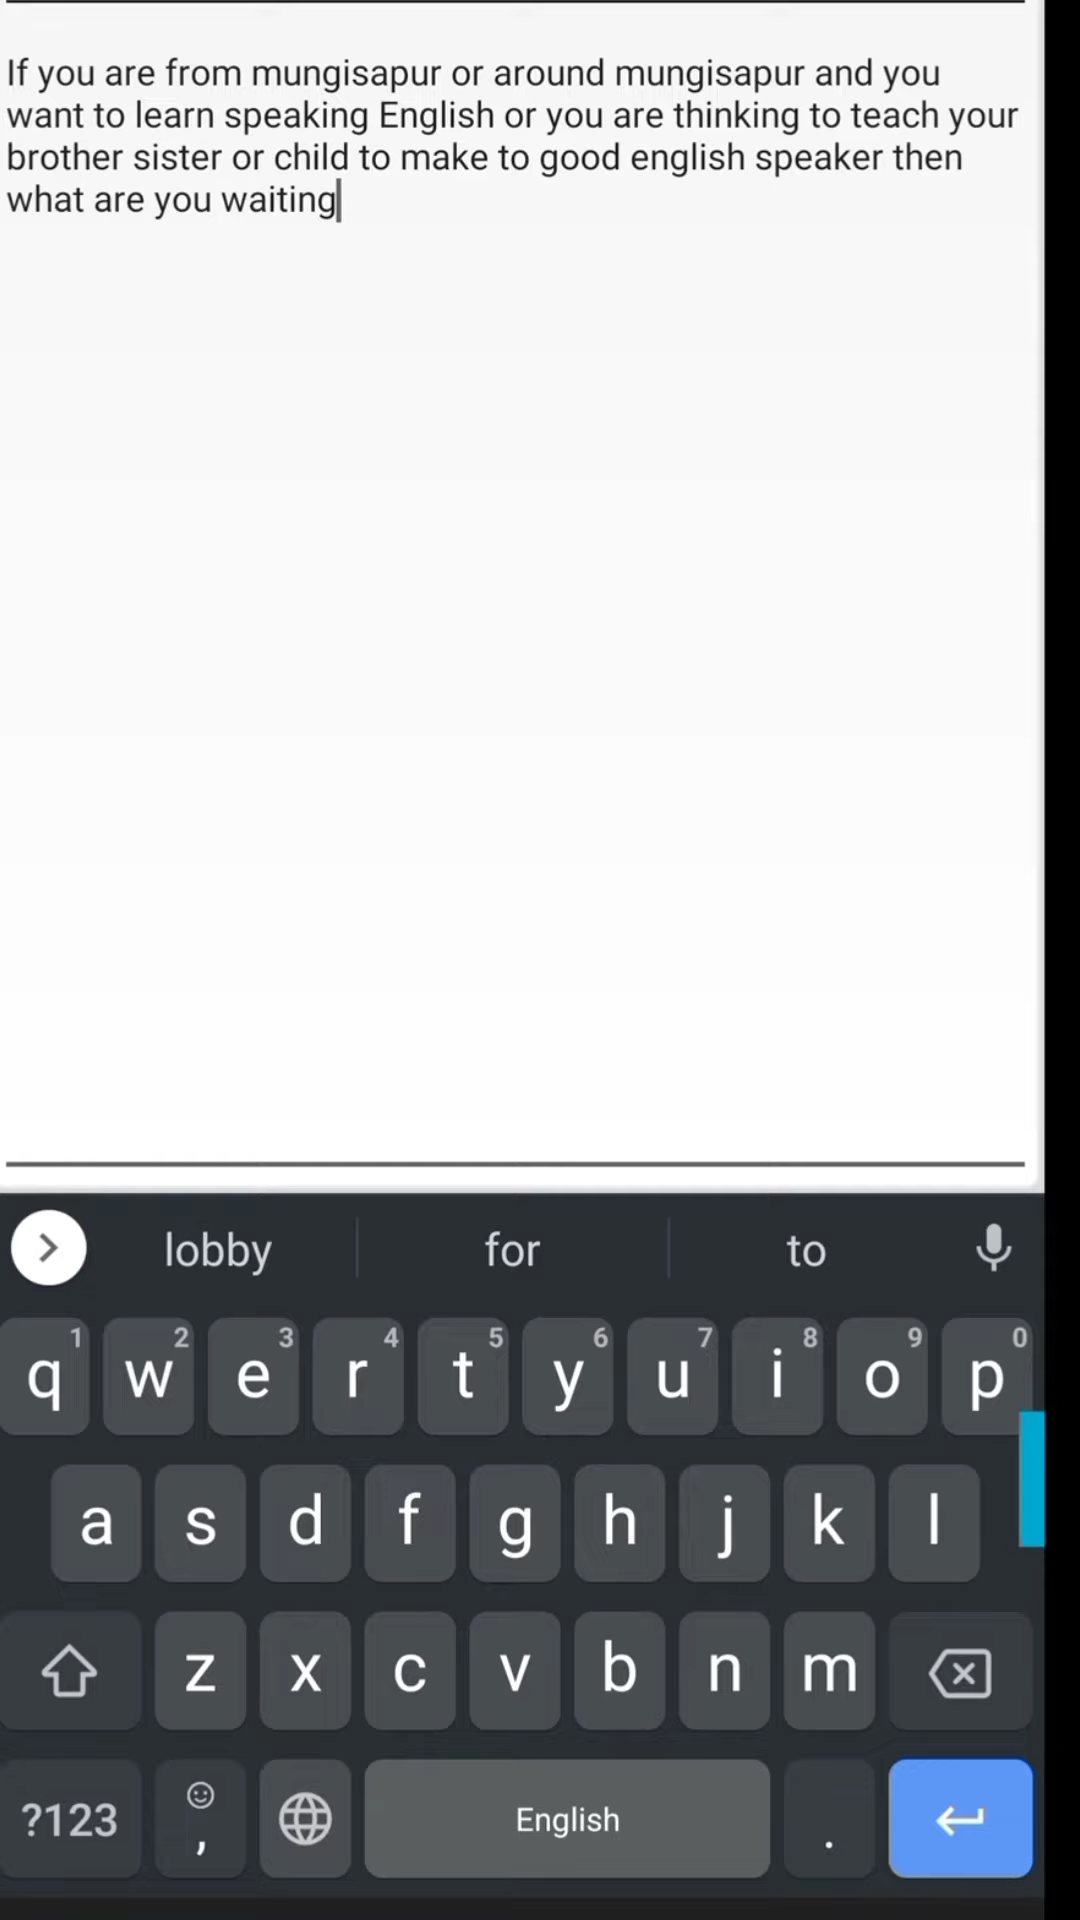 If you are from mungisapur or around mungisapur and you
want to learn speaking English or you are thinking to teach your
brother sister or child to make to good english speaker then
what are you waiting
lobby for to
1 2 3 4 5 6 7 8 9 0
q w e r t y u i o p
a s d f g h j k l
z x c v b n m
?123 , English .